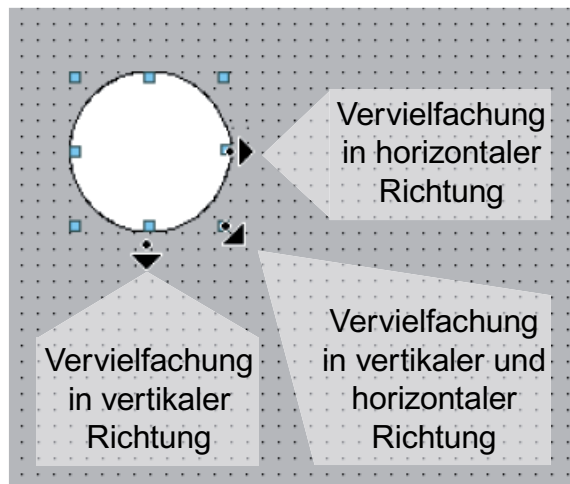 Vervielfachung
in horizontaler
Richtung
Vervielfachung
in vertikaler
Richtung
Vervielfachung
in vertikaler und
horizontaler
Richtung